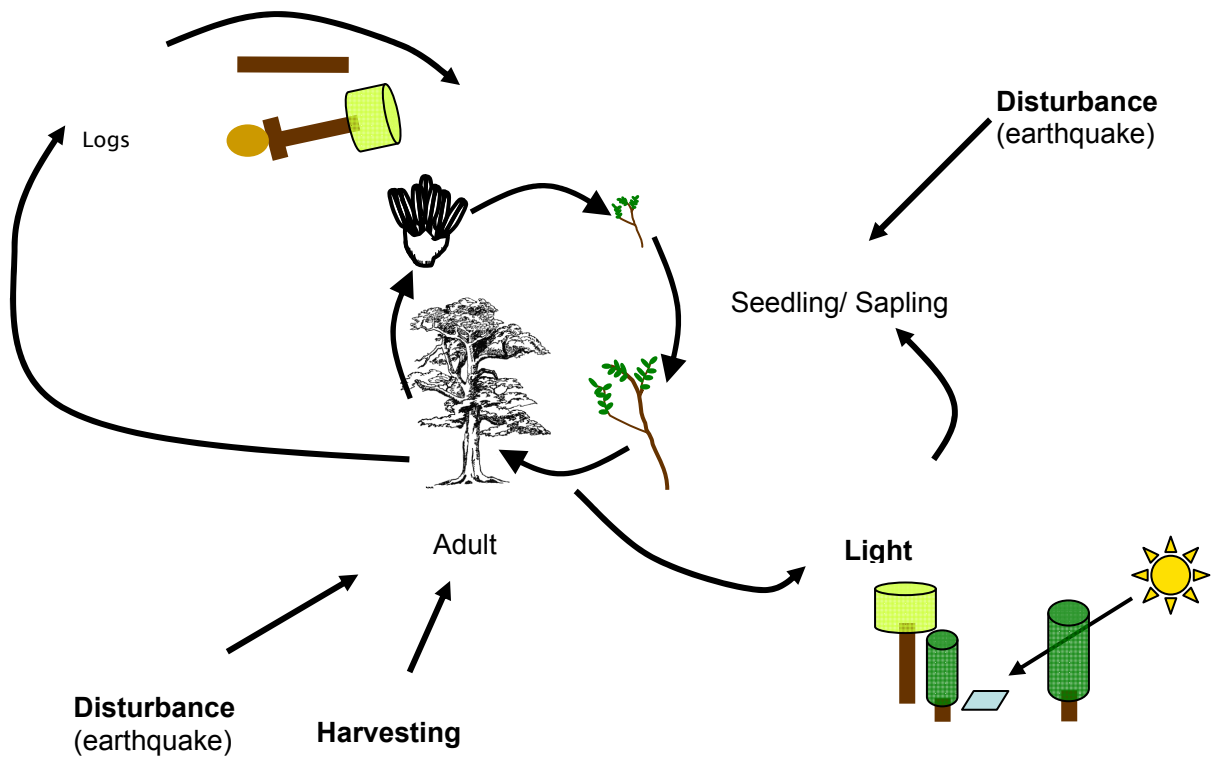 Logs
Disturbance
(earthquake)
Seedling/ Sapling
Adult
Light
Disturbance
(earthquake)
Harvesting